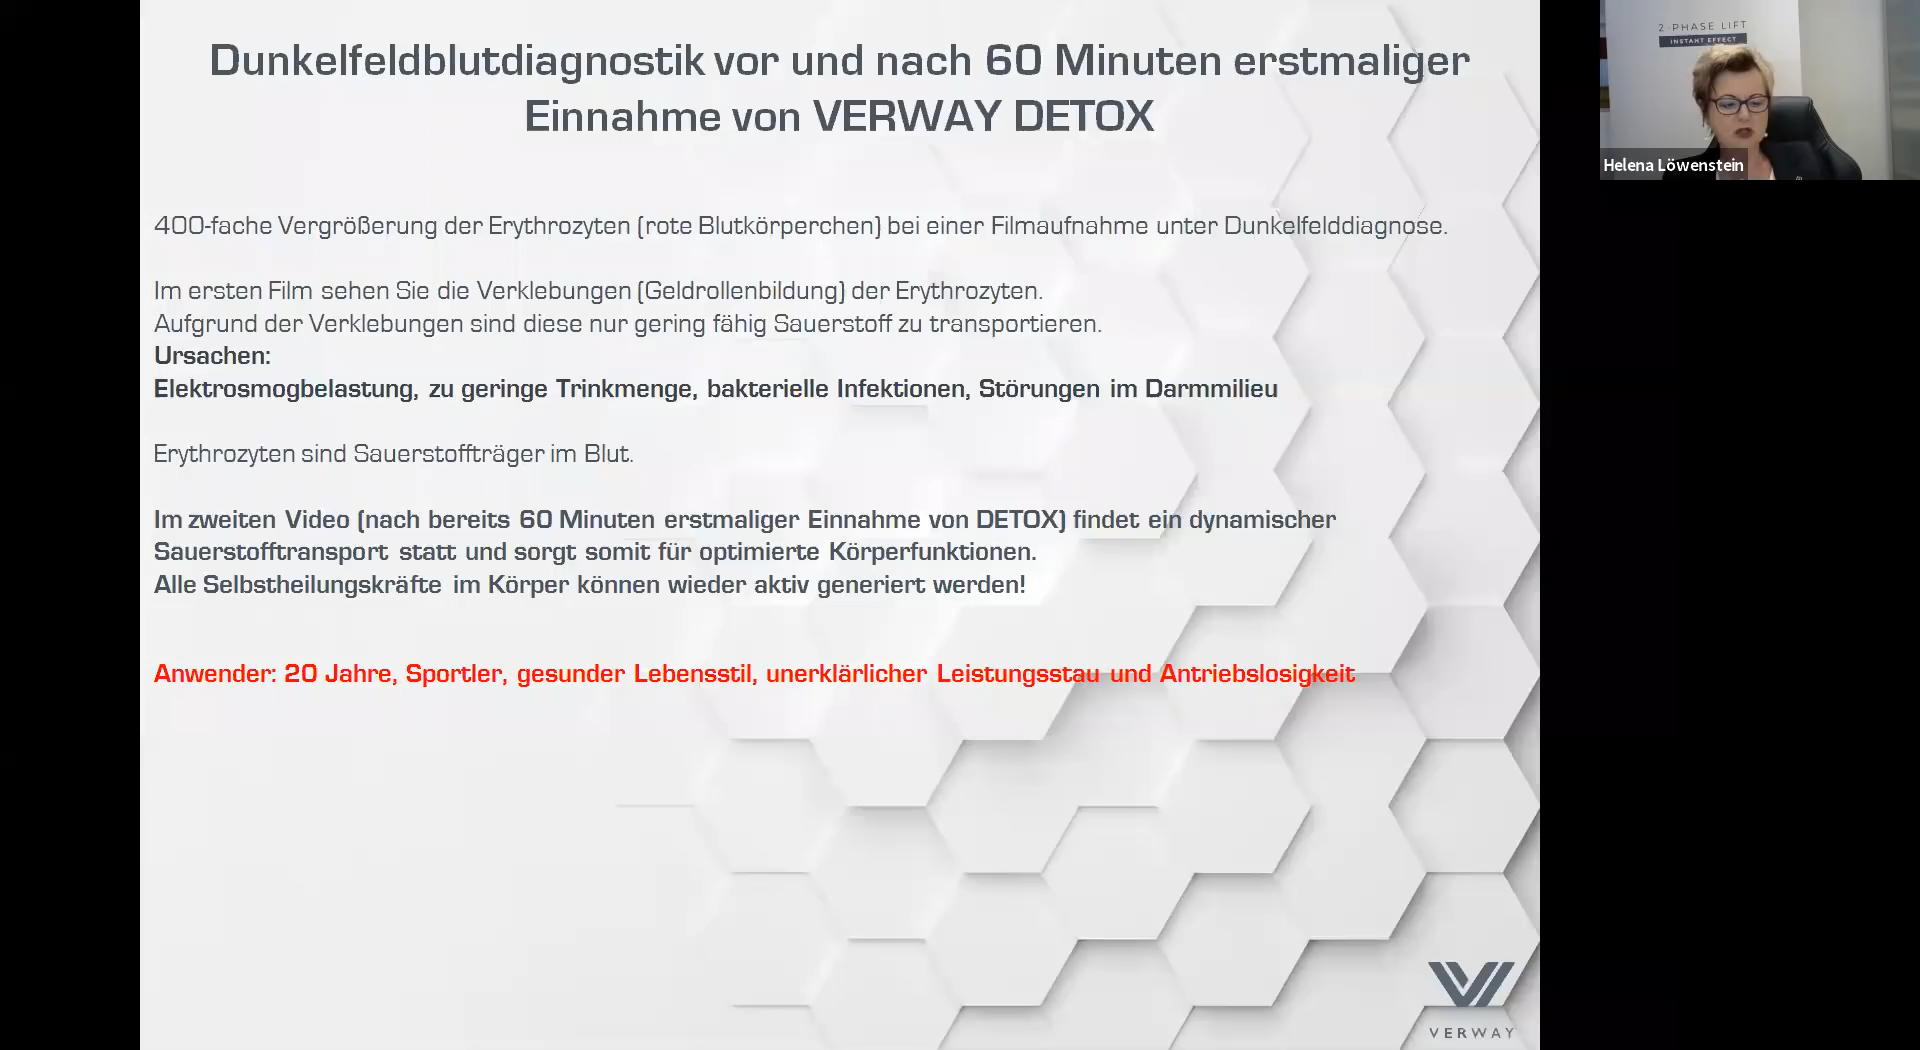 Dunkelfeldblutdiagnostik vor und nach 60 Minuten erstmaliger
Einnahme von VERWAY DETOX
400-fache Vergrößerung der Erythrozyten (rote Blutkörperchen) bei einer Filmaufnahme unter Dunkelfelddiagnose.
Im ersten Film sehen Sie die Verklebungen (Geldrollenbildung) der Erythrozyten.
Aufgrund der Verklebungen sind diese nur gering fähig Sauerstoff zu transportieren.
Ursachen:
Elektrosmogbelastung, zu geringe Trinkmenge, bakterielle Infektionen, Störungen im Darmmilieu
Erythrozyten sind Sauerstoffträger im Blut.
Im zweiten Video (nach bereits 60 Minuten erstmaliger Einnahme von DETOX) findet ein dynamischer
Sauerstofftransport statt und sorgt somit für optimierte Körperfunktionen.
Alle Selbstheilungskräfte im Körper können wieder aktiv generiert werden!
Anwender: 20 Jahre, Sportler, gesunder Lebensstil, unerklärlicher Leistungsstau und Antriebslosigkeit
VERWAY
2-PHASE LIFT
INSTANT EFFECT
Helena Löwenstein